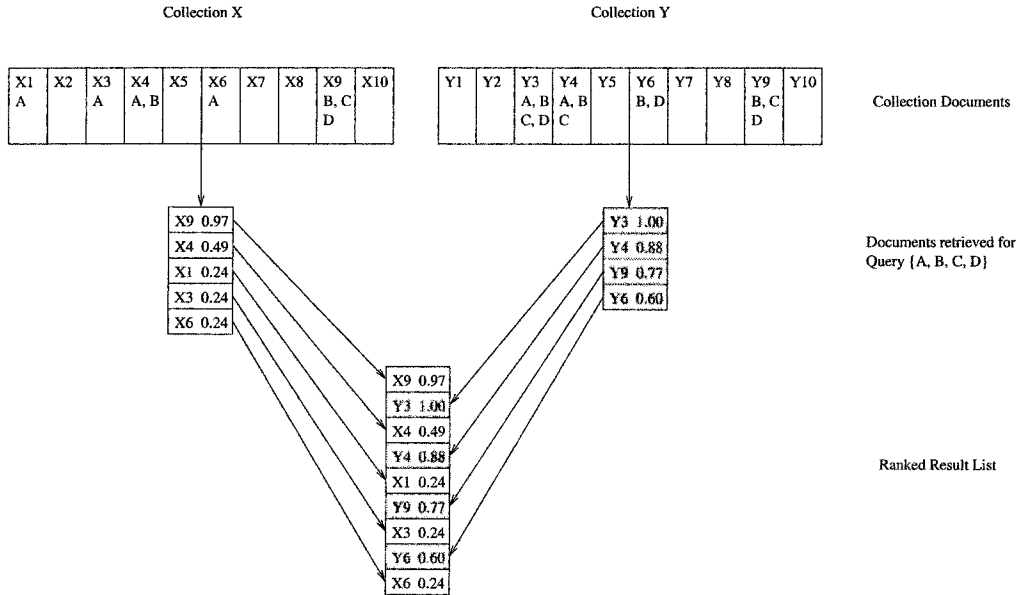 Collection X
Collection Y
X1 X2 X3 X4 X5 X6 X7 X8 X9 X10
A A A, B A B, C
D
Y1 Y2 Y3 Y4 Y5 Y6 Y7 Y8 Y9 Y10
A, B A, B B, D B, C
C, D C D
Collection Documents
X9 0.97
X4 0.49
X1 0.24
X3 0.24
X6 0.24
Y3 1.00
Y4 0.88
Y9 0.77
Y6 0.60
Documents retrieved for
Query {A, B, C, D}
X9 0.97
Y3 1.00
X4 0.49
Y4 0.88
X1 0.24
Y9 0.77
X3 0.24
Y6 0.60
X6 0.24
Ranked Result List